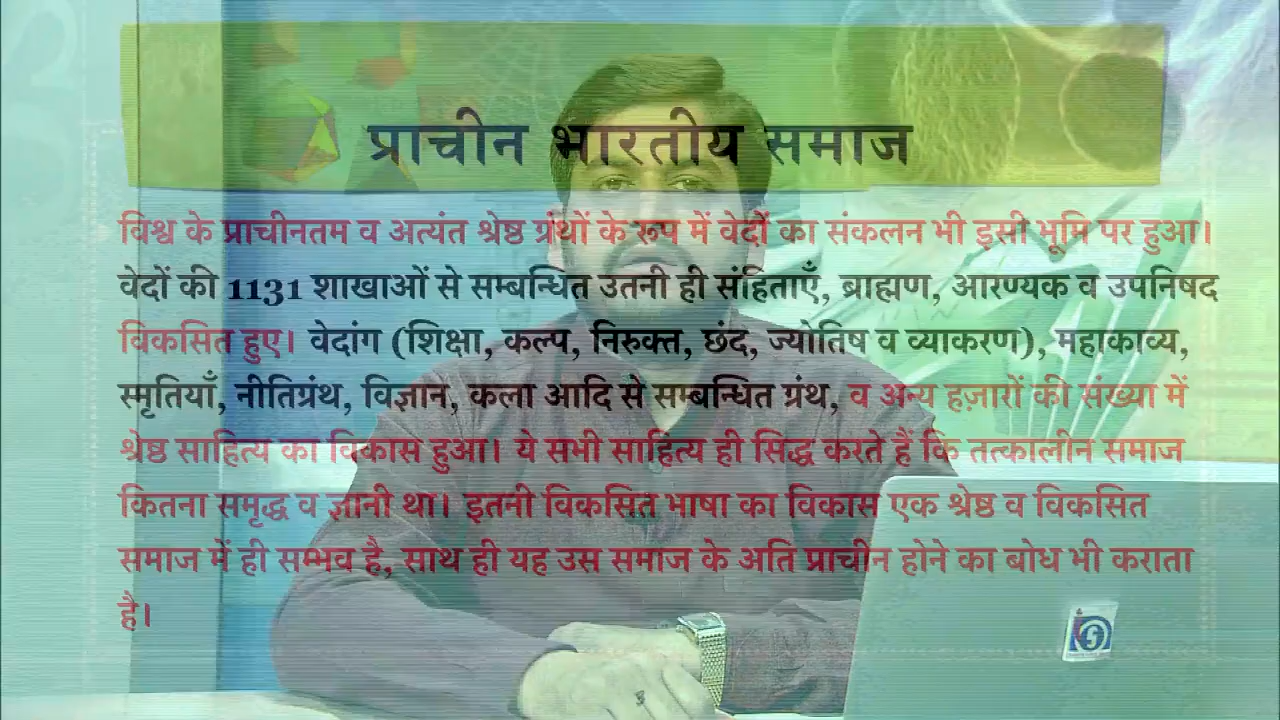 प्राचीन भारतीय समाज
विश्व के प्राचीनतम व अत्यंत श्रेष्ठ ग्रंथों के रूप में वेदों का संकलन भी इसी भूमि पर हुआ।
वेदों की 1131 शाखाओं से सम्बन्धित उतनी ही संहिताएँ, ब्राह्मण, आरण्यक व उपनिषद
विकसित हुए। वेदांग (शिक्षा, कल्प, निरुक्त, छंद, ज्योतिष व व्याकरण), महाकाव्य,
स्मृतियाँ, नीतिग्रंथ, विज्ञान, कला आदि से सम्बन्धित ग्रंथ, व अन्य हज़ारों की संख्या में
श्रेष्ठ साहित्य का विकास हुआ। ये सभी साहित्य ही सिद्ध करते हैं कि तत्कालीन समाज
कितना समृद्ध व ज्ञानी था। इतनी विकसित भाषा का विकास एक श्रेष्ठ व विकसित
समाज में ही सम्भव है, साथ ही यह उस समाज के अति प्राचीन होने का बोध भी कराता
है।